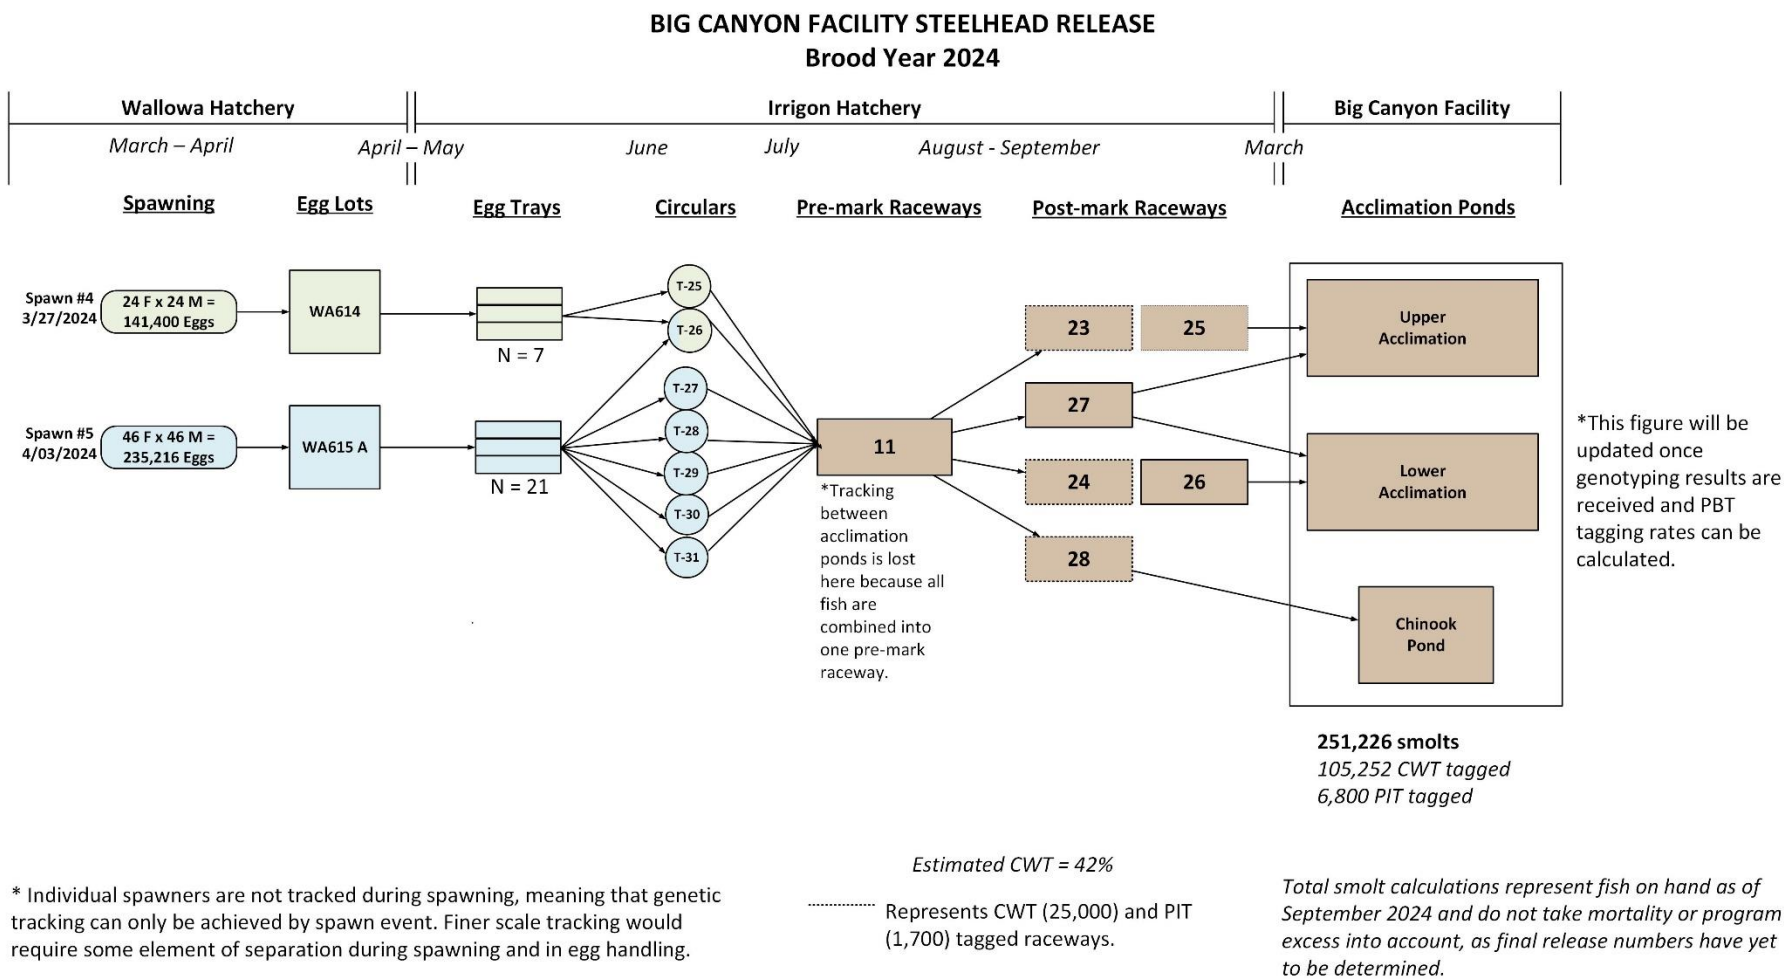 BIG CANYON FACILITY STEELHEAD RELEASE
Brood Year 2024
Wallowa Hatchery
Irrigon Hatchery
Big Canyon Facility
March – April
April – May
June
July
August - September
March
Spawning
Egg Lots
Egg Trays
Circulars
Pre-mark Raceways
Post-mark Raceways
Acclimation Ponds
Spawn #4
3/27/2024
24 F x 24 M =
141,400 Eggs
WA614
N = 7
T-25
T-26
Spawn #5
4/03/2024
46 F x 46 M =
235,216 Eggs
WA615 A
N = 21
T-27
T-28
T-29
T-30
T-31
11
*Tracking
between
acclimation
ponds is lost
here because all
fish are
combined into
one pre-mark
raceway.
23
25
27
24
26
28
Upper
Acclimation
Lower
Acclimation
Chinook
Pond
*This figure will be
updated once
genotyping results are
received and PBT
tagging rates can be
calculated.
251,226 smolts
105,252 CWT tagged
6,800 PIT tagged
* Individual spawners are not tracked during spawning, meaning that genetic
tracking can only be achieved by spawn event. Finer scale tracking would
require some element of separation during spawning and in egg handling.
Estimated CWT = 42%
Represents CWT (25,000) and PIT
(1,700) tagged raceways.
Total smolt calculations represent fish on hand as of
September 2024 and do not take mortality or program
excess into account, as final release numbers have yet
to be determined.